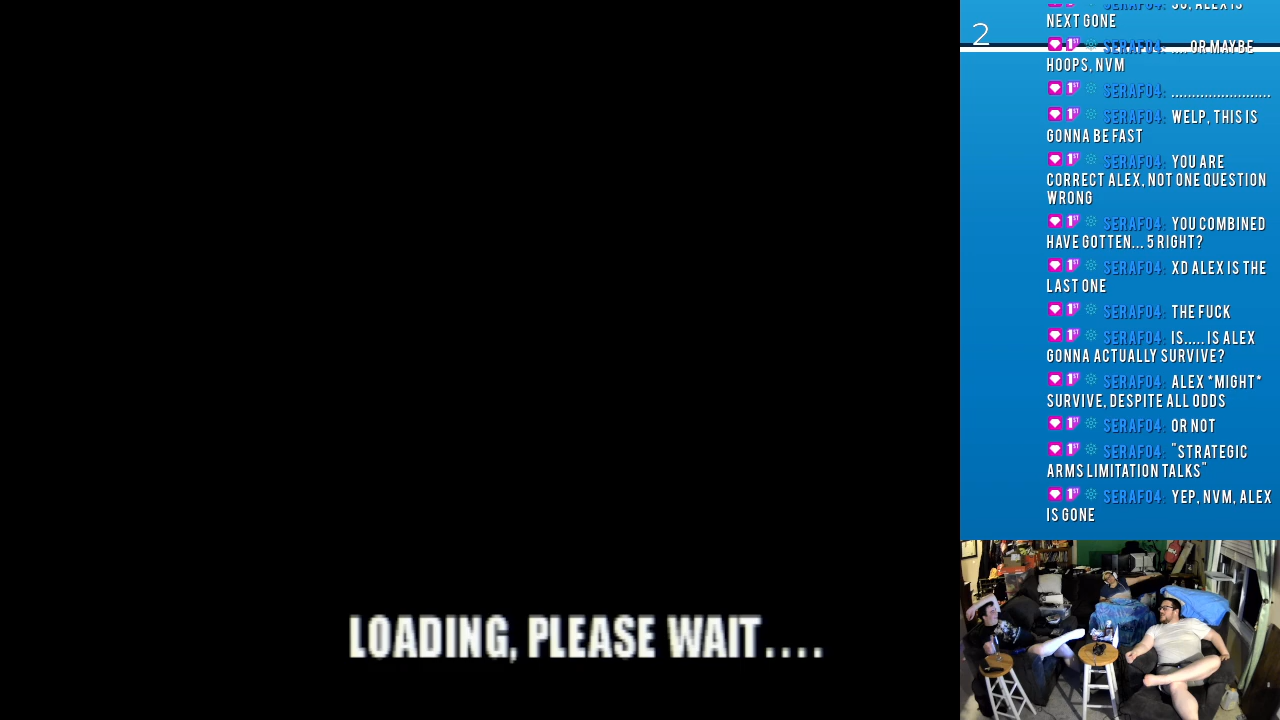 2
NEXT GONE
SERAF04: .... OR MAYBE
HOOPS, NVM
SERAF04: ........................
SERAF04: WELP, THIS IS
GONNA BE FAST
SERAF04: YOU ARE
CORRECT ALEX, NOT ONE QUESTION
WRONG
SERAF04: YOU COMBINED
HAVE GOTTEN... 5 RIGHT?
SERAF04: XD ALEX IS THE
LAST ONE
SERAF04: THE FUCK
SERAF04: IS..... IS ALEX
GONNA ACTUALLY SURVIVE?
SERAF04: ALEX *MIGHT*
SURVIVE, DESPITE ALL ODDS
SERAF04: OR NOT
SERAF04: "STRATEGIC
ARMS LIMITATION TALKS"
SERAF04: YEP, NVM, ALEX
IS GONE
LOADING, PLEASE WAIT....